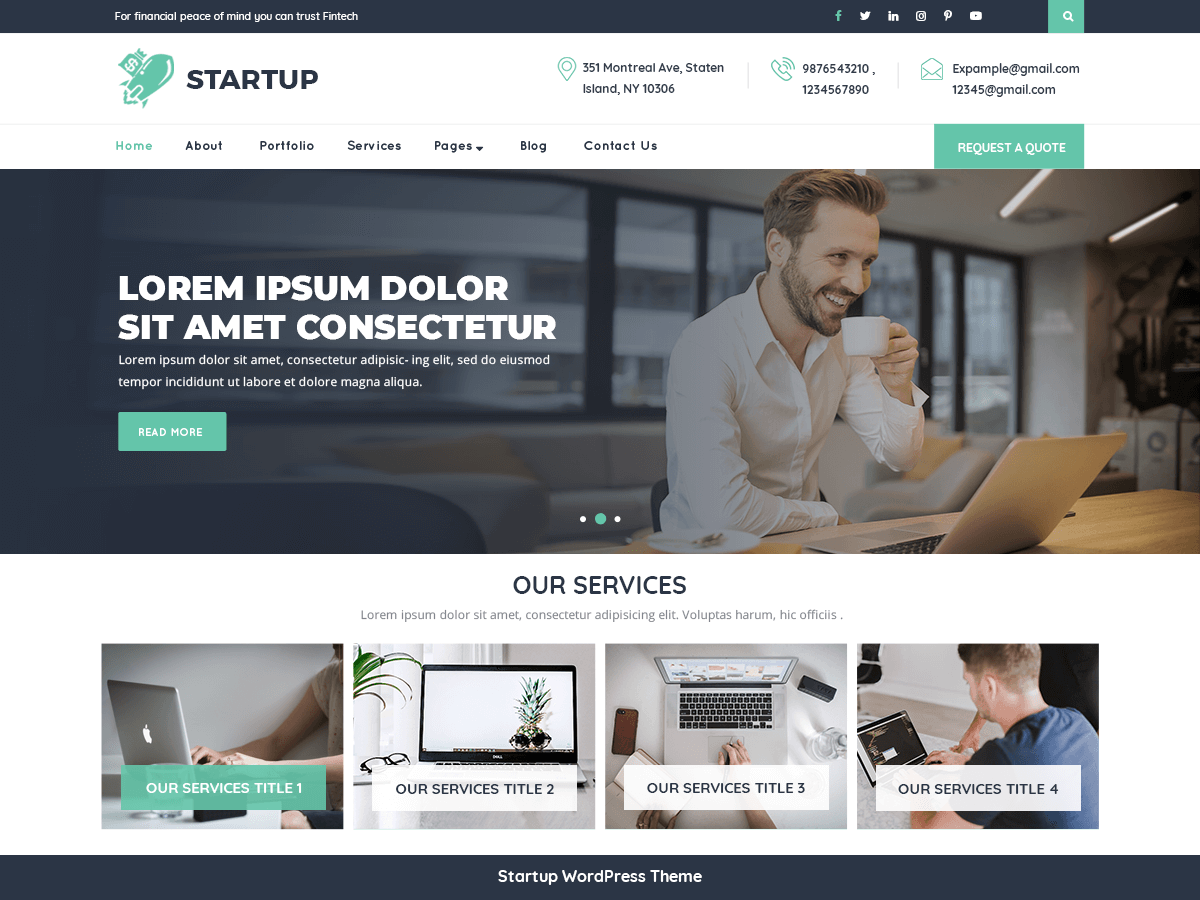 For financial peace of mind you can trust Fintech
STARTUP
351 Montreal Ave, Staten
Island, NY 10306
9876543210 ,
1234567890
Expample@gmail.com
12345@gmail.com
Home About Portfolio Services Pages Blog Contact Us
REQUEST A QUOTE
LOREM IPSUM DOLOR
SIT AMET CONSECTETUR
Lorem ipsum dolor sit amet, consectetur adipisic- ing elit, sed do eiusmod
tempor incididunt ut labore et dolore magna aliqua.
READ MORE
OUR SERVICES
Lorem ipsum dolor sit amet, consectetur adipisicing elit. Voluptas harum, hic officiis .
OUR SERVICES TITLE 1
OUR SERVICES TITLE 2
OUR SERVICES TITLE 3
OUR SERVICES TITLE 4
Startup WordPress Theme